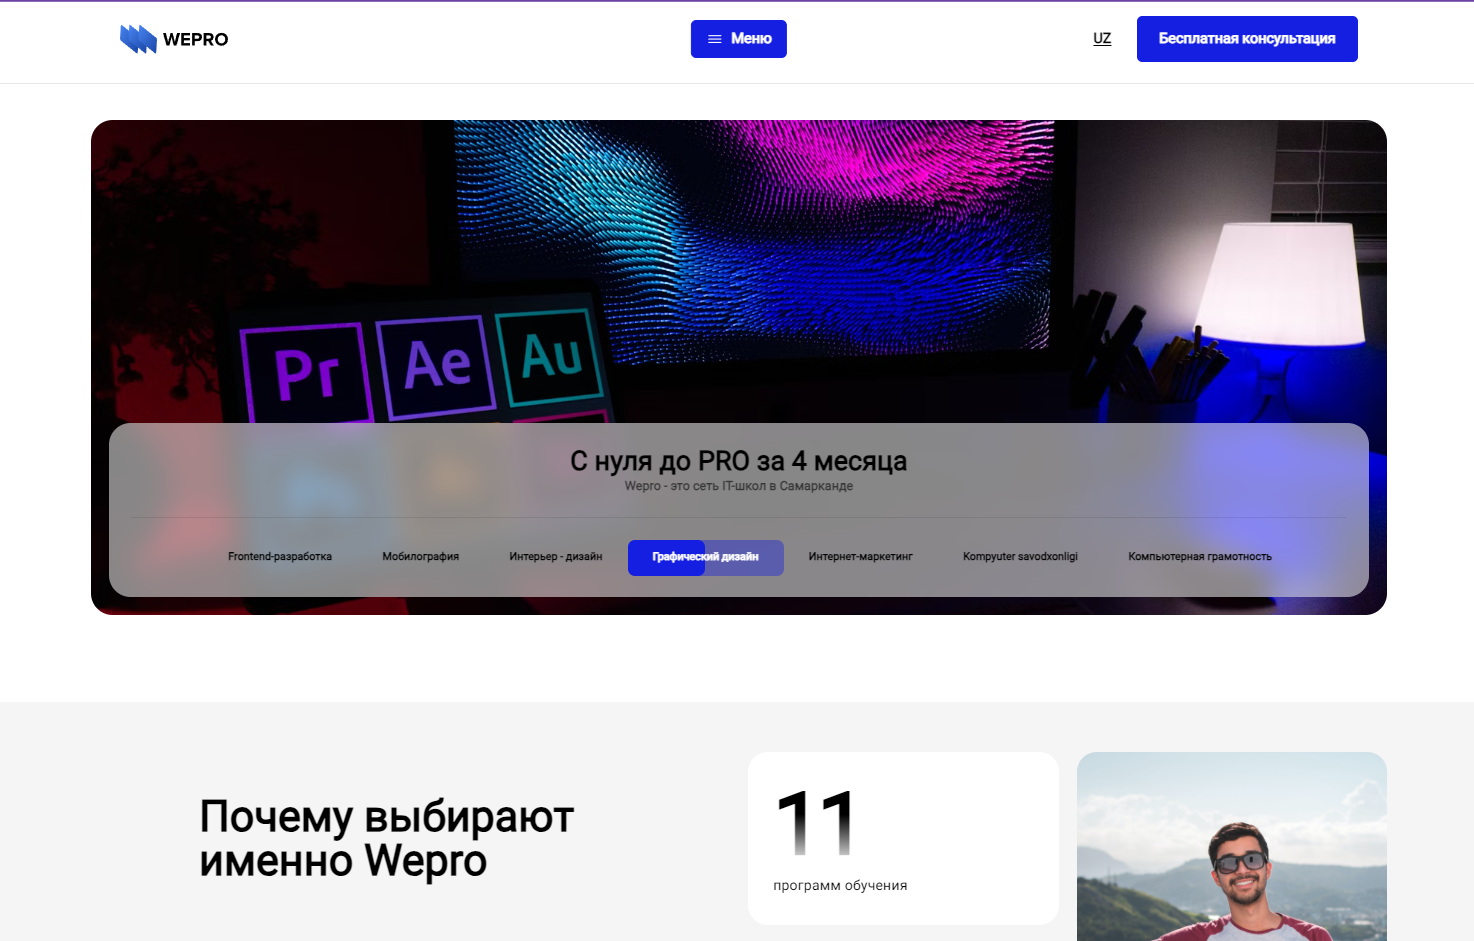 WEPRO
Меню
UZ
Бесплатная консультация
Pr
Ae
Au
С нуля до PRO за 4 месяца
Wepro - это сеть IT-школ в Самарканде
Frontend-разработка
Мобилография
Интерьер - дизайн
Графический дизайн
Интернет-маркетинг
Kompyuter savodxonligi
Компьютерная грамотность
Почему выбирают
именно Wepro
11
программ обучения